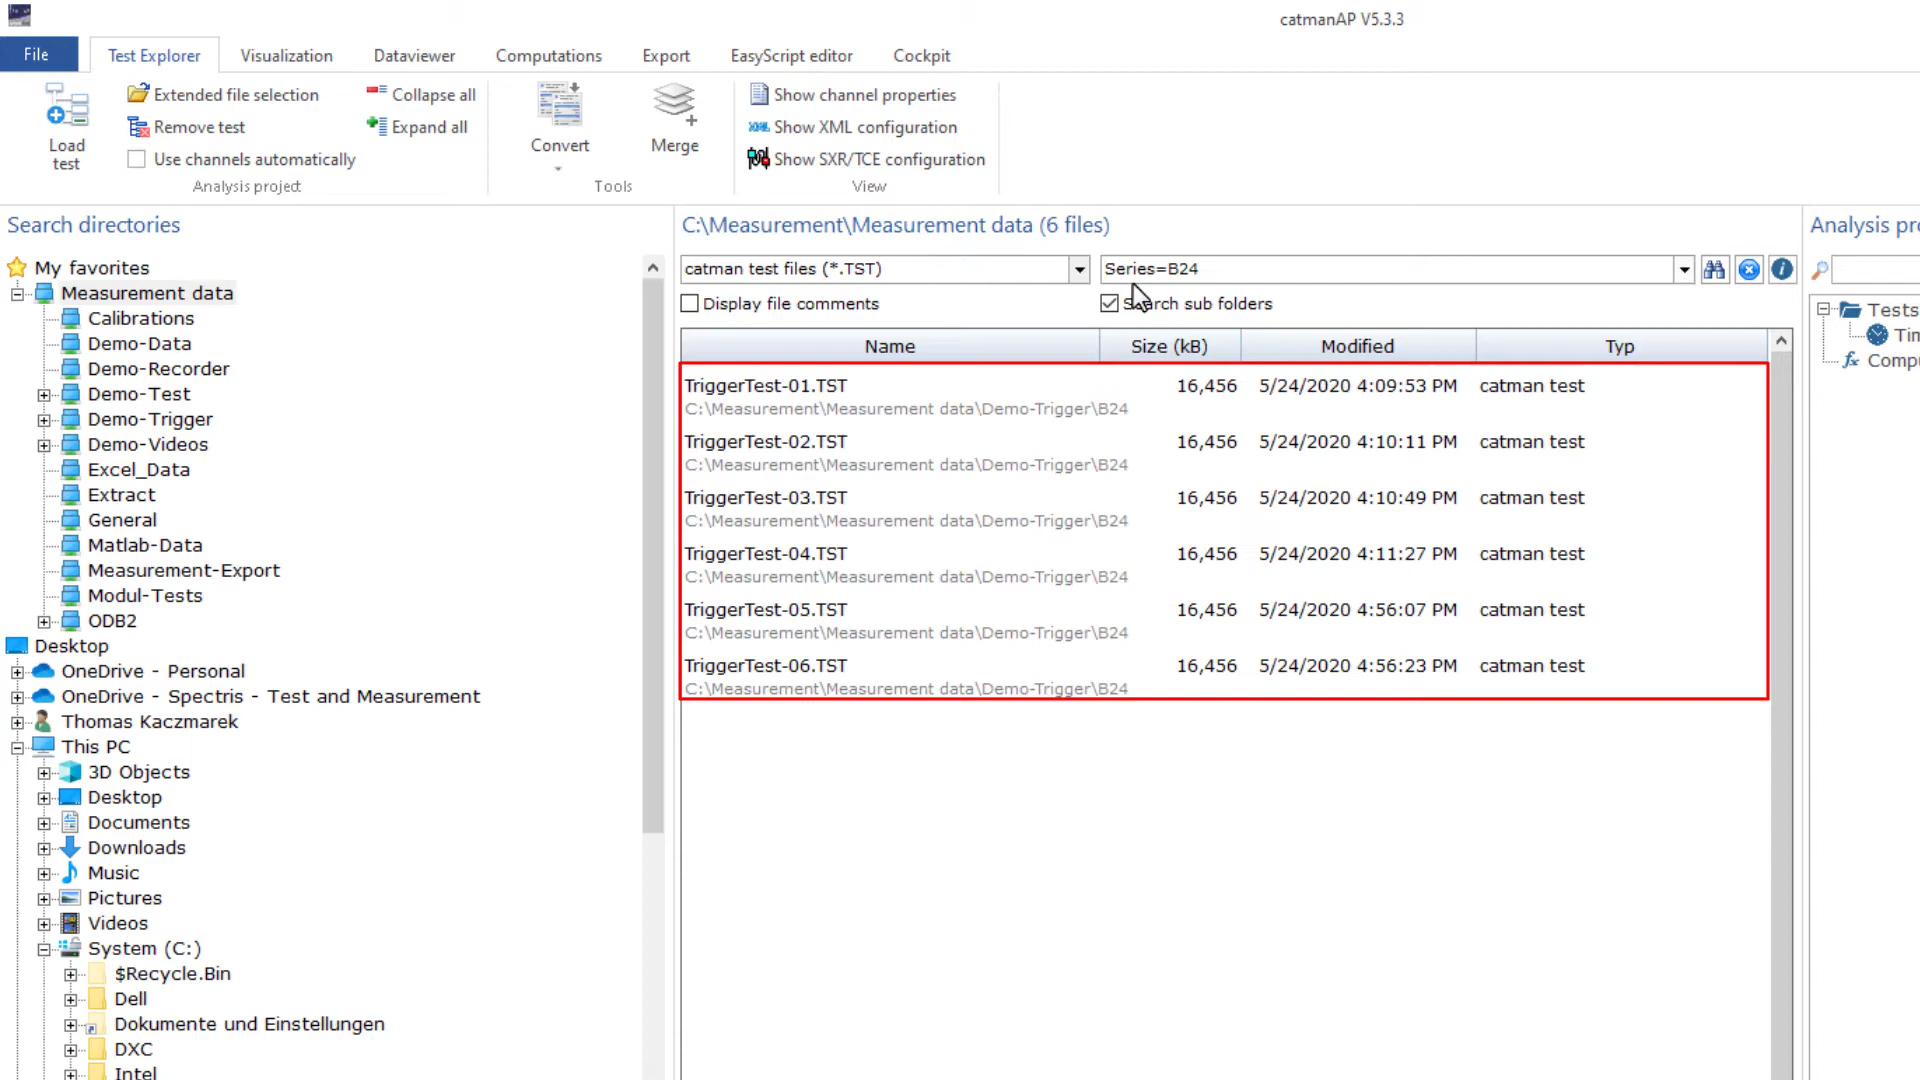 catmanAP V5.3.3
File
Test Explorer
Visualization
Dataviewer
Computations
Export
EasyScript editor
Cockpit
Load
test
Extended file selection
Remove test
Use channels automatically
Collapse all
Expand all
Analysis project
Convert
Merge
Tools
Show channel properties
Show XML configuration
Show SXR/TCE configuration
View
Search directories
My favorites
Measurement data
Calibrations
Demo-Data
Demo-Recorder
Demo-Test
Demo-Trigger
Demo-Videos
Excel_Data
Extract
General
Matlab-Data
Measurement-Export
Modul-Tests
ODB2
Desktop
OneDrive - Personal
OneDrive - Spectris - Test and Measurement
Thomas Kaczmarek
This PC
3D Objects
Desktop
Documents
Downloads
Music
Pictures
Videos
System (C:)
$Recycle.Bin
Dell
Dokumente und Einstellungen
DXC
Intel
C:\Measurement\Measurement data (6 files)
catman test files (*.TST)
Series=B24
Display file comments
Search sub folders
Name Size (kB) Modified Typ
TriggerTest-01.TST 16,456 5/24/2020 4:09:53 PM catman test
C:\Measurement\Measurement data\Demo-Trigger\B24
TriggerTest-02.TST 16,456 5/24/2020 4:10:11 PM catman test
C:\Measurement\Measurement data\Demo-Trigger\B24
TriggerTest-03.TST 16,456 5/24/2020 4:10:49 PM catman test
C:\Measurement\Measurement data\Demo-Trigger\B24
TriggerTest-04.TST 16,456 5/24/2020 4:11:27 PM catman test
C:\Measurement\Measurement data\Demo-Trigger\B24
TriggerTest-05.TST 16,456 5/24/2020 4:56:07 PM catman test
C:\Measurement\Measurement data\Demo-Trigger\B24
TriggerTest-06.TST 16,456 5/24/2020 4:56:23 PM catman test
C:\Measurement\Measurement data\Demo-Trigger\B24
Analysis
Tests